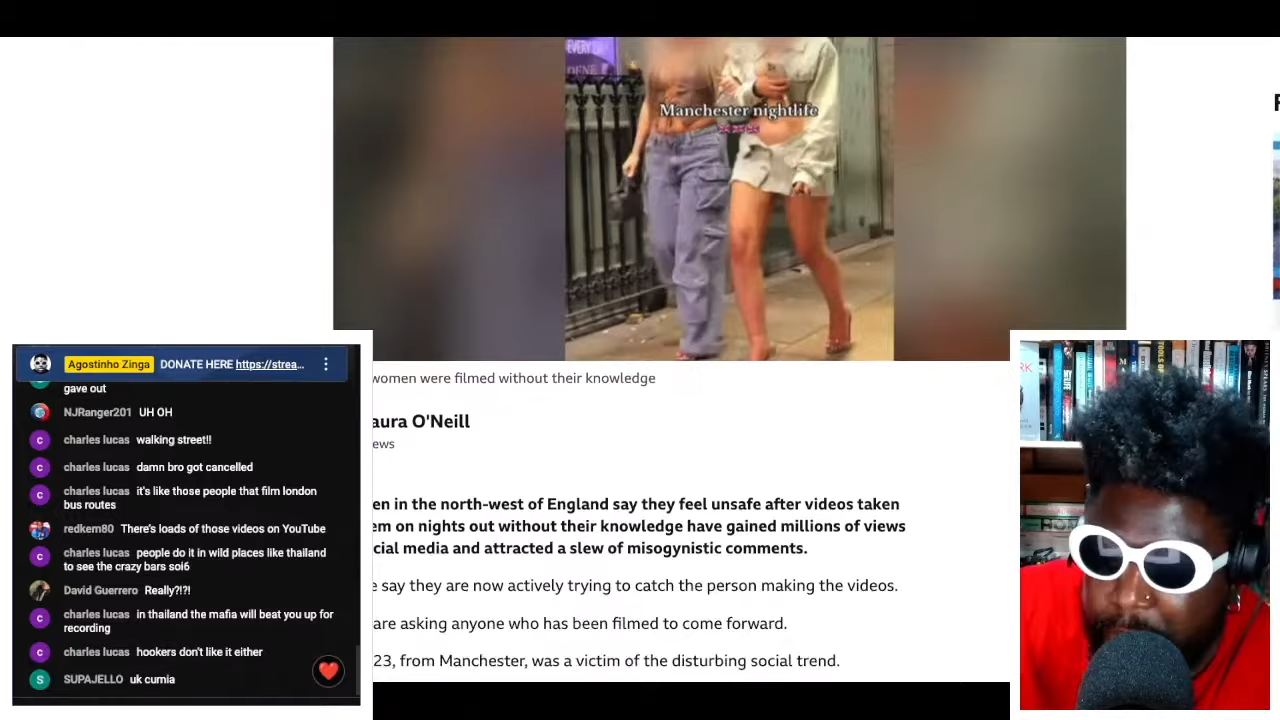 EVERY
Manchester nightlife
women were filmed without their knowledge
aura O'Neill
ews
en in the north-west of England say they feel unsafe after videos taken
em on nights out without their knowledge have gained millions of views
cial media and attracted a slew of misogynistic comments.
e say they are now actively trying to catch the person making the videos.
are asking anyone who has been filmed to come forward.
23, from Manchester, was a victim of the disturbing social trend.
Agostinho Zinga DONATE HERE https://strea...
gave out
NJRanger201 UH OH
charles lucas walking street!!
charles lucas damn bro got cancelled
charles lucas it's like those people that film london
bus routes
redkem80 There's loads of those videos on YouTube
charles lucas people do it in wild places like thailand
to see the crazy bars soi6
David Guerrero Really?!?!
charles lucas in thailand the mafia will beat you up for
recording
charles lucas hookers don't like it either
SUPAJELLO uk curnia